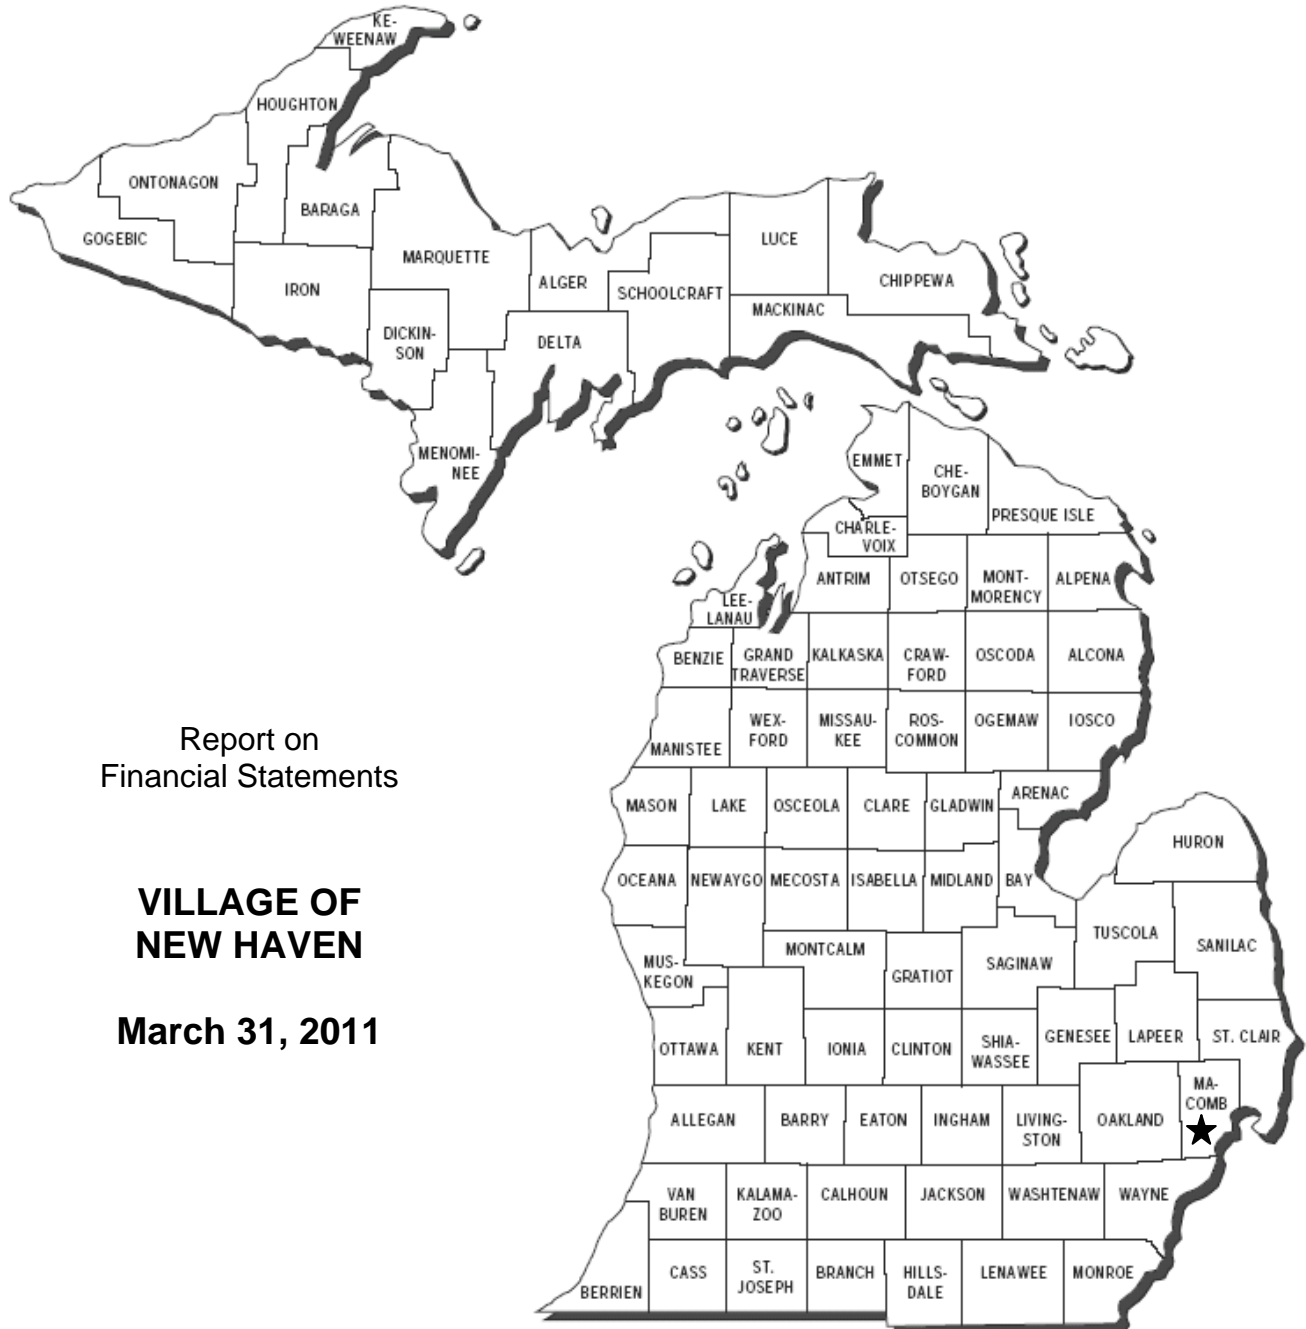 KE-
WEENAW
HOUGHTON
ONTONAGON
BARAGA
GOGEBIC
MARQUETTE
LUCE
ALGER
CHIPPEWA
IRON
SCHOOLCRAFT
MACKINAC
DICKIN-
SON
DELTA
MENOMI-
NEE
EMMET
CHE-
BOYGAN
PRESQUE ISLE
CHARLE-
VOIX
ANTRIM
OTSEGO
MONT-
MORENCY
ALPENA
LEE-
LANAU
BENZIE
GRAND
TRAVERSE
KALKASKA
CRAW-
FORD
OSCODA
ALCONA
MANISTEE
WEX-
FORD
MISSAU-
KEE
ROS-
COMMON
OGEMAW
IOSCO
Report on
Financial Statements
MASON
LAKE
OSCEOLA
CLARE
GLADWIN
ARENAC
HURON
OCEANA
NEWAYGO
MECOSTA
ISABELLA
MIDLAND
BAY
VILLAGE OF
NEW HAVEN
TUSCOLA
SANILAC
MUS-
KEGON
MONTCALM
GRATIOT
SAGINAW
March 31, 2011
OTTAWA
KENT
IONIA
CLINTON
SHIA-
WASSEE
GENESEE
LAPEER
ST. CLAIR
ALLEGAN
BARRY
EATON
INGHAM
LIVING-
STON
OAKLAND
MA-
COMB
VAN
BUREN
KALAMA-
ZOO
CALHOUN
JACKSON
WASHTENAW
WAYNE
BERRIEN
CASS
ST.
JOSEPH
BRANCH
HILLS-
DALE
LENAWEE
MONROE